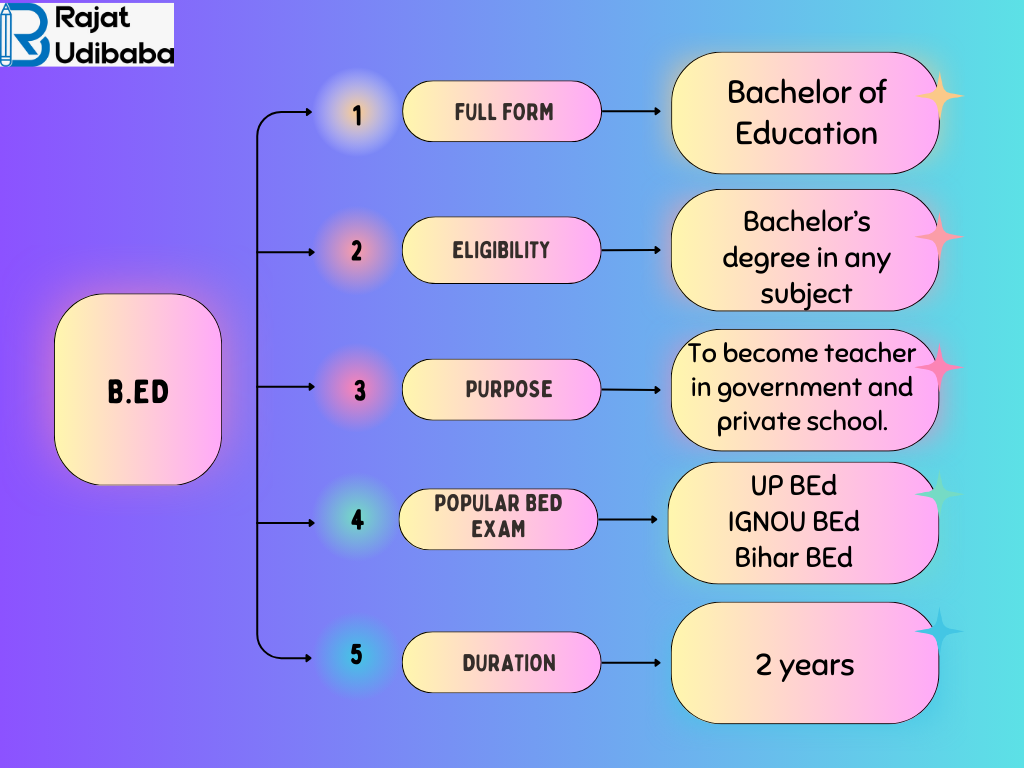 Rajat
Udibaba
B.ED
1
FULL FORM
Bachelor of
Education
2
ELIGIBILITY
Bachelor's
degree in any
subject
3
PURPOSE
To become teacher
in government and
private school.
4
POPULAR BED
EXAM
UP BEd
IGNOU BEd
Bihar BEd
5
DURATION
2 years